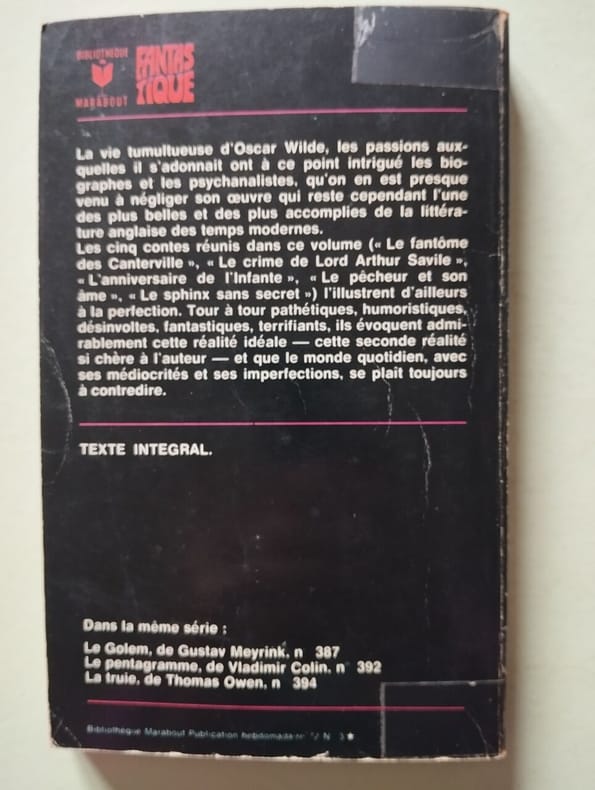 BIBLIOTHEQUE
MARABOUT
FANTAS
TIQUE
La vie tumultueuse d'Oscar Wilde, les passions aux-
quelles il s'adonnait ont à ce point intrigué les bio-
graphes et les psychanalistes, qu'on en est presque
venu à négliger son œuvre qui reste cependant l'une
des plus belles et des plus accomplies de la littéra-
ture anglaise des temps modernes.
Les cinq contes réunis dans ce volume (« Le fantôme
des Canterville », « Le crime de Lord Arthur Savile »,
« L'anniversaire de l'Infante », « Le pêcheur et son
âme », « Le sphinx sans secret ») l'illustrent d'ailleurs
à la perfection. Tour à tour pathétiques, humoristiques,
désinvoltes, fantastiques, terrifiants, ils évoquent admi-
rablement cette réalité idéale — cette seconde réalité
si chère à l'auteur — et que le monde quotidien, avec
ses médiocrités et ses imperfections, se plait toujours
à contredire.
TEXTE INTEGRAL.
Dans la même série :
Le Golem, de Gustav Meyrink, n° 387
Le pentagramme, de Vladimir Colin, n° 392
La truie, de Thomas Owen, n° 394
Bibliothèque Marabout Publication hebdomadaire